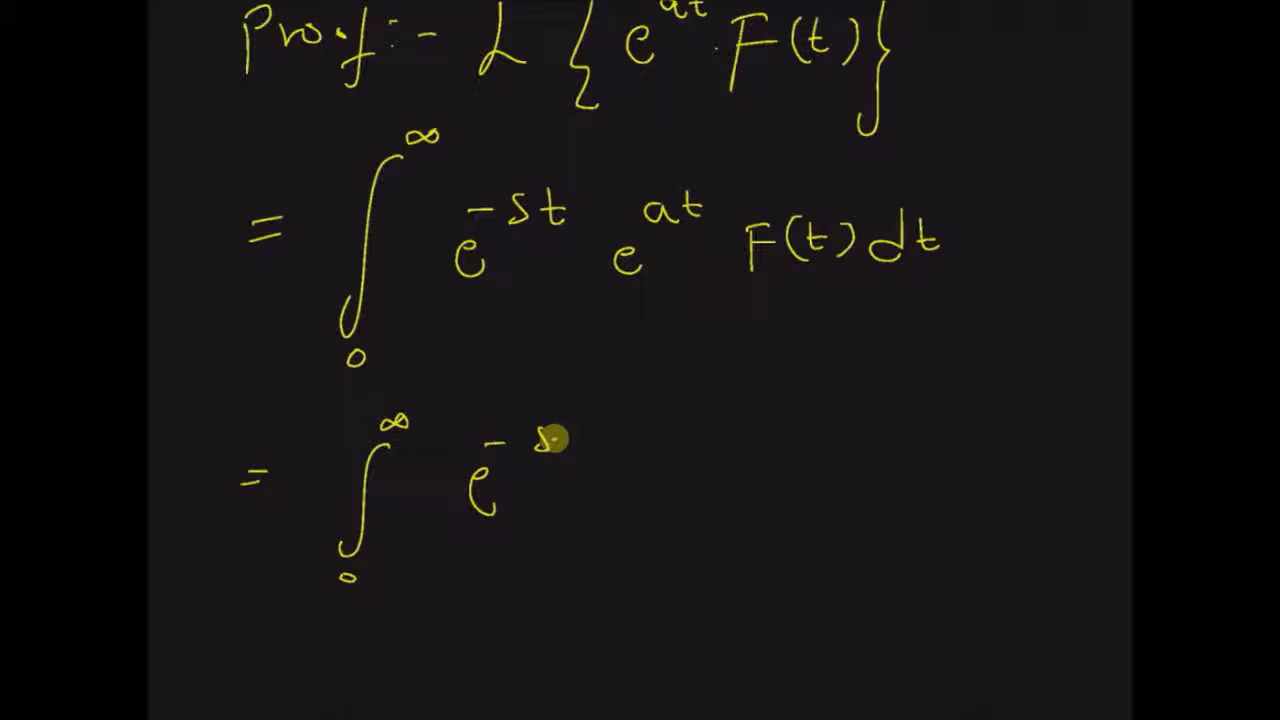 Proof:- L { e^{at} . F(t) }
= ∫_0^∞ e^{-st} e^{at} F(t) dt
= ∫_0^∞ e^{-s}